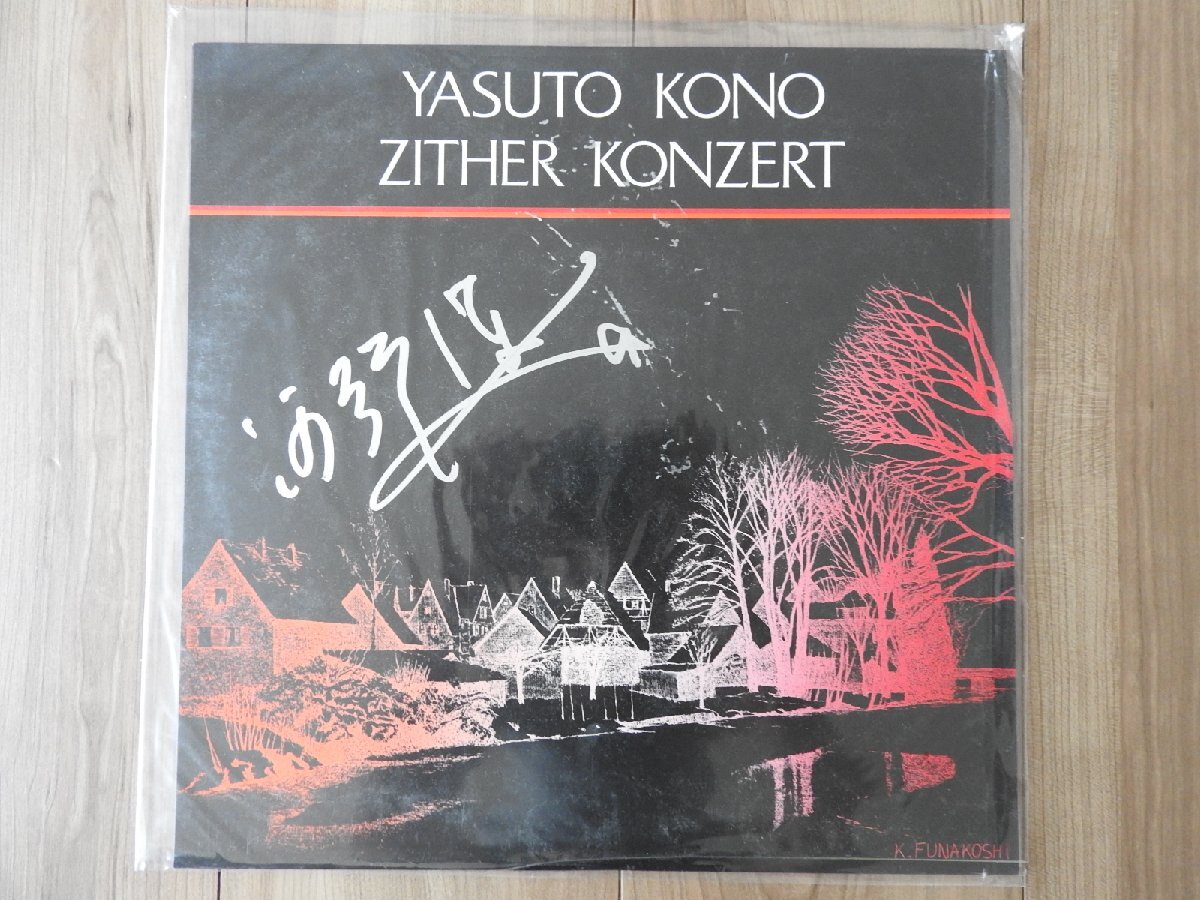 YASUTO KONO
ZITHER KONZERT
K. FUNAKOSHI